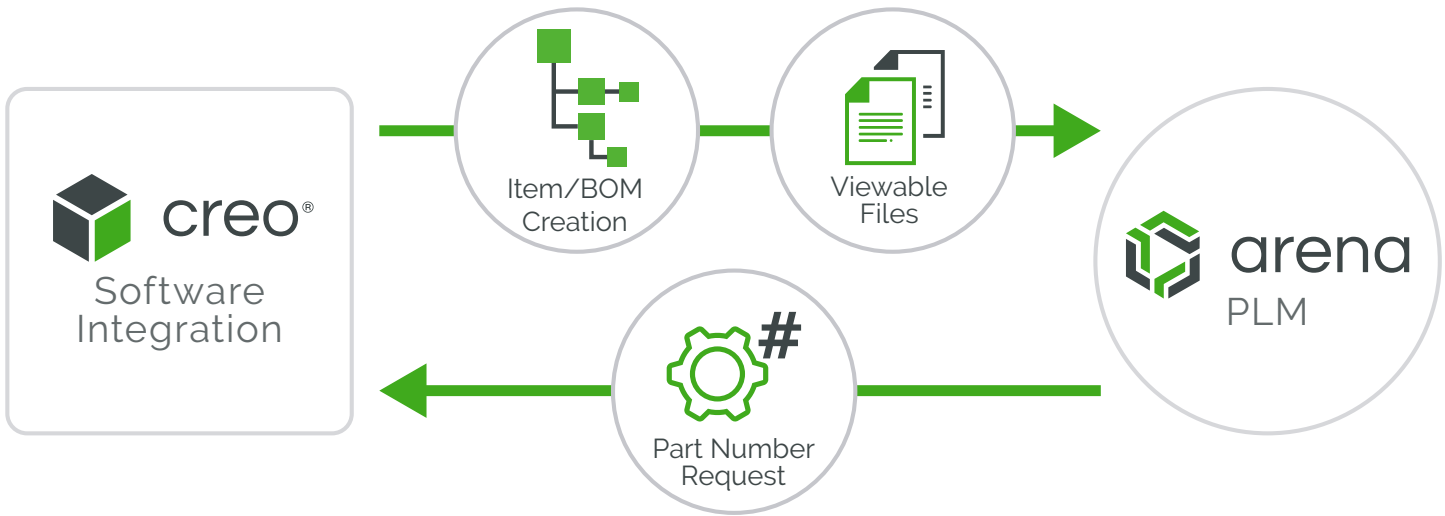 creo®
Software
Integration
Item/BOM
Creation
Viewable
Files
#
Part Number
Request
arena
PLM